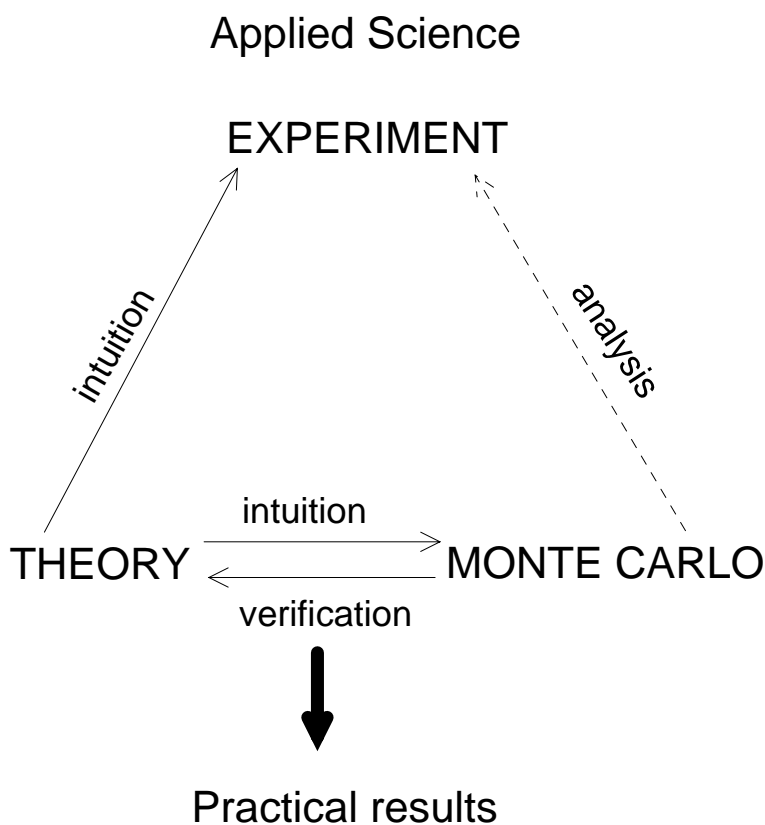 Applied Science
EXPERIMENT
intuition
analysis
intuition
THEORY
MONTE CARLO
verification
Practical results